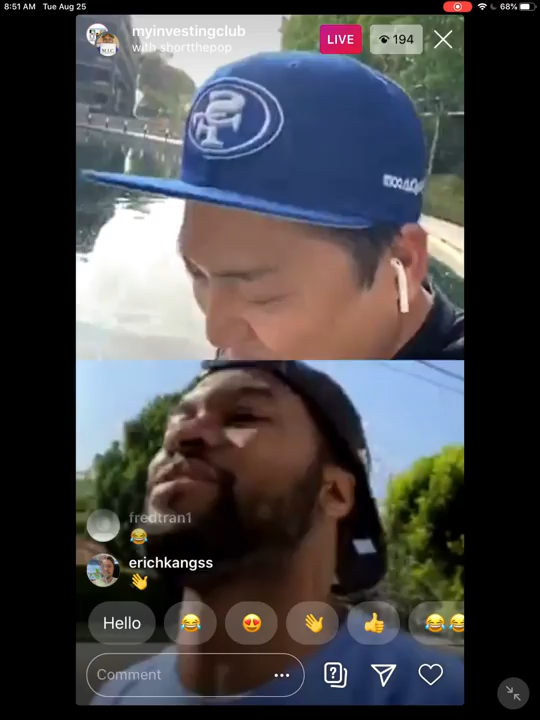 8:51 AM Tue Aug 25
68%
myinvestingclub
with shortthepop
LIVE
194
fredtran1
😂
erichkangss
👋
Hello 😂 😍 👋 👍 😂😂
Comment